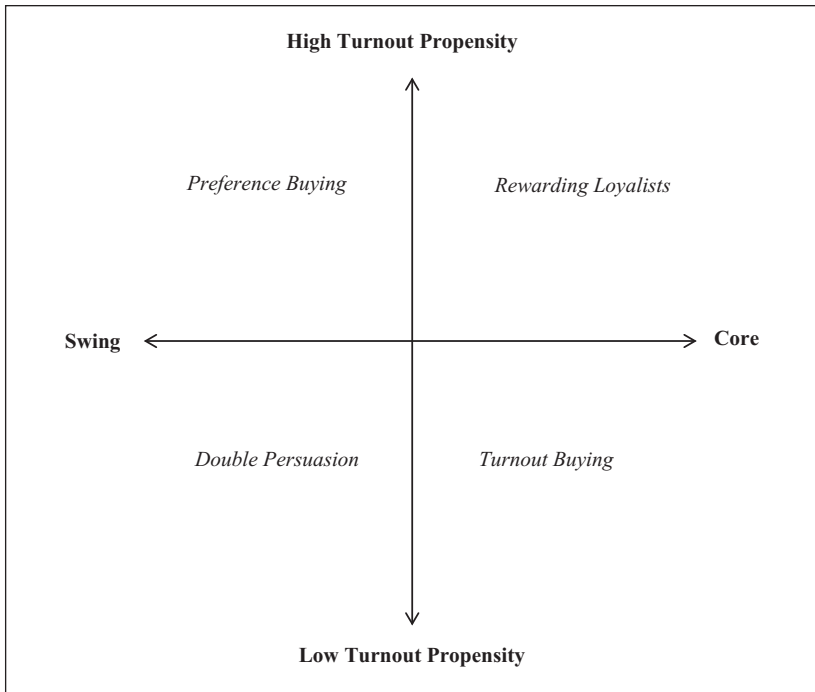 High Turnout Propensity
Preference Buying
Rewarding Loyalists
Swing
Core
Double Persuasion
Turnout Buying
Low Turnout Propensity